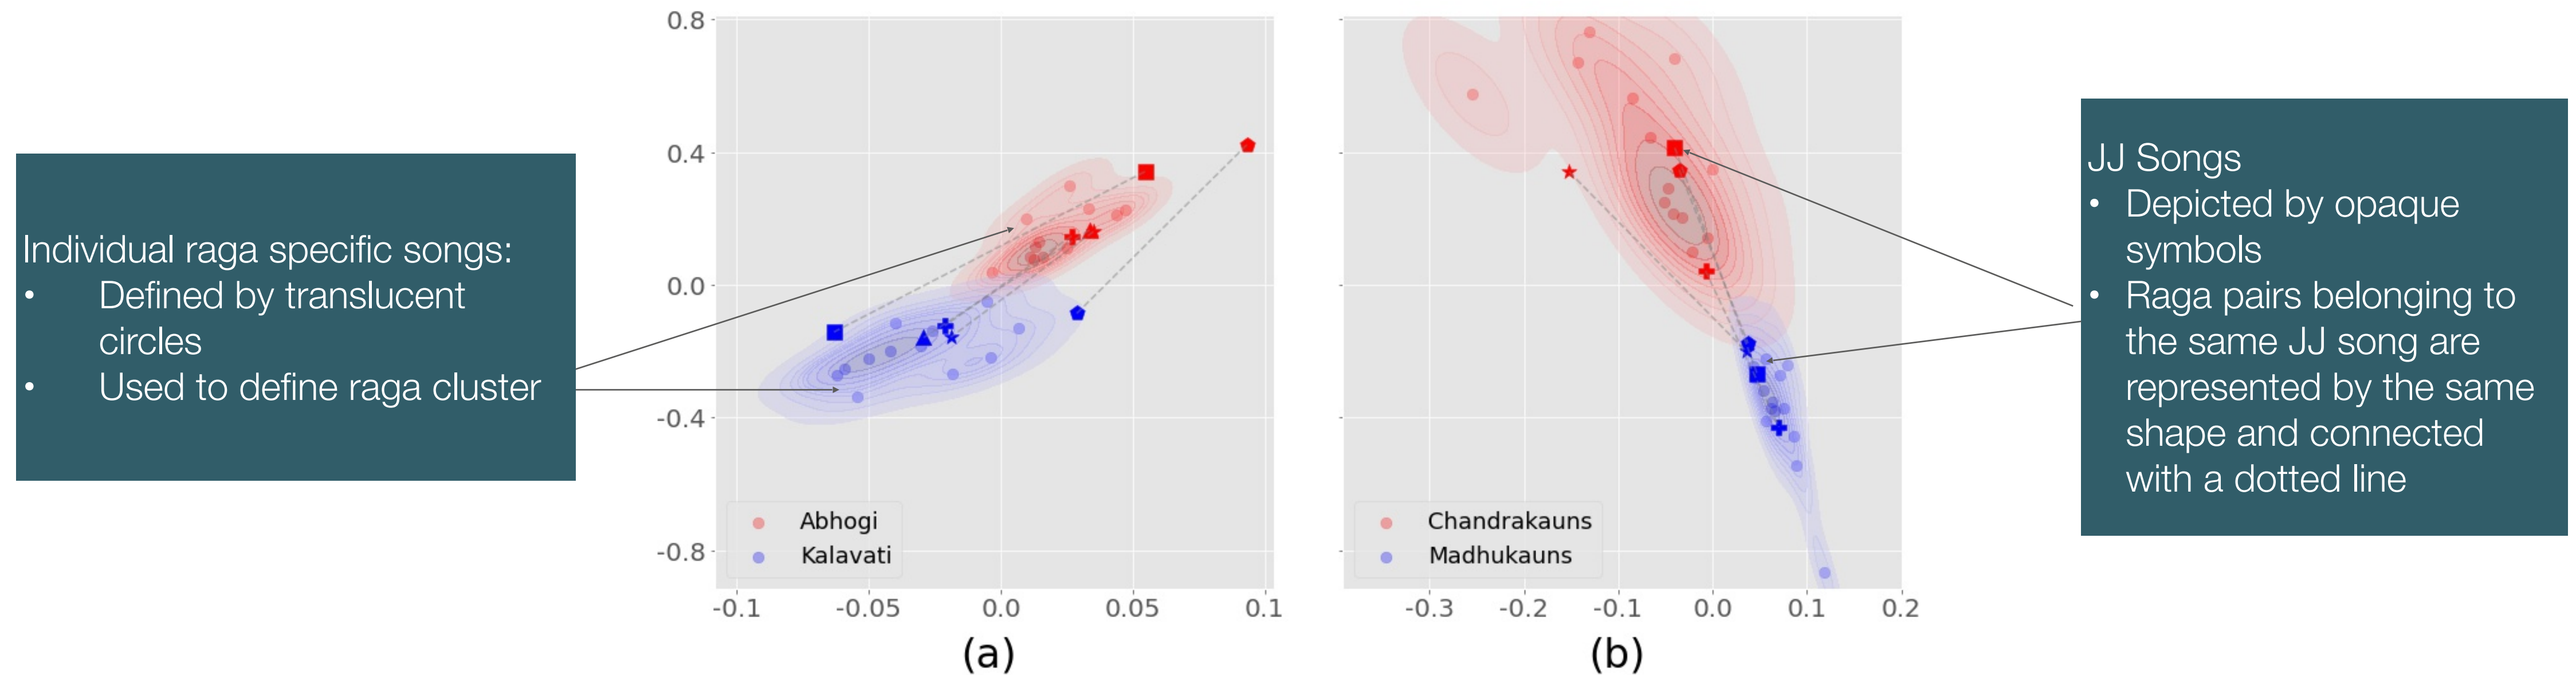 Individual raga specific songs:
• Defined by translucent
circles
• Used to define raga cluster
0.8
0.4
0.0
-0.4
-0.8
Abhogi
Kalavati
-0.1 -0.05 0.0 0.05 0.1
(a)
Chandrakauns
Madhukauns
-0.3 -0.2 -0.1 0.0 0.1 0.2
(b)
JJ Songs
• Depicted by opaque
symbols
• Raga pairs belonging to
the same JJ song are
represented by the same
shape and connected
with a dotted line